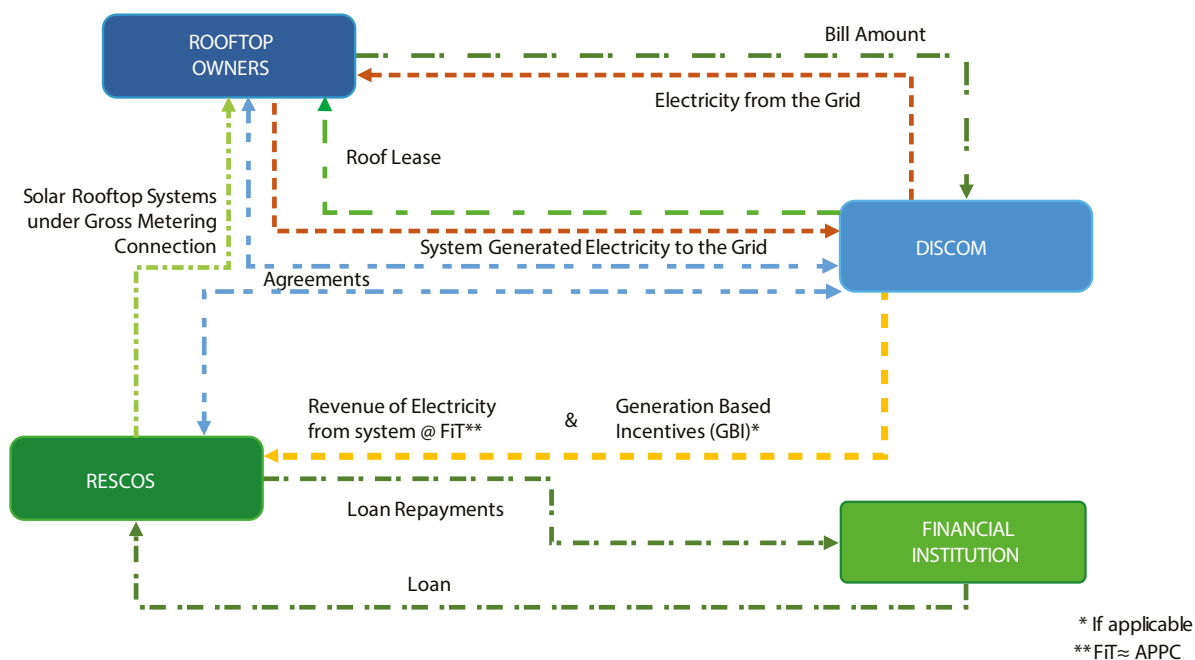 ROOFTOP
OWNERS
Bill Amount
Electricity from the Grid
Roof Lease
Solar Rooftop Systems
under Gross Metering
Connection
System Generated Electricity to the Grid
DISCOM
Agreements
Revenue of Electricity
from system @ FiT**
&
Generation Based
Incentives (GBI)*
RESCOS
Loan Repayments
FINANCIAL
INSTITUTION
Loan
* If applicable
**FiT≈ APPC